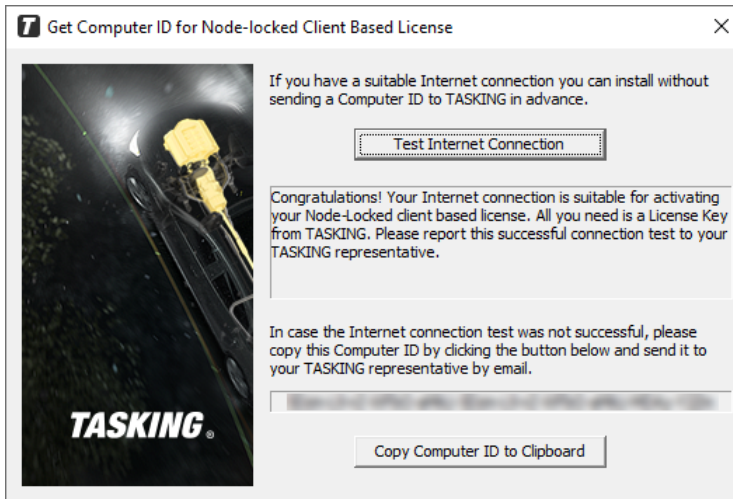 T Get Computer ID for Node-locked Client Based License
If you have a suitable Internet connection you can install without
sending a Computer ID to TASKING in advance.
Test Internet Connection
Congratulations! Your Internet connection is suitable for activating
your Node-Locked client based license. All you need is a License Key
from TASKING. Please report this successful connection test to your
TASKING representative.
In case the Internet connection test was not successful, please
copy this Computer ID by clicking the button below and send it to
your TASKING representative by email.
TASKING®
Copy Computer ID to Clipboard